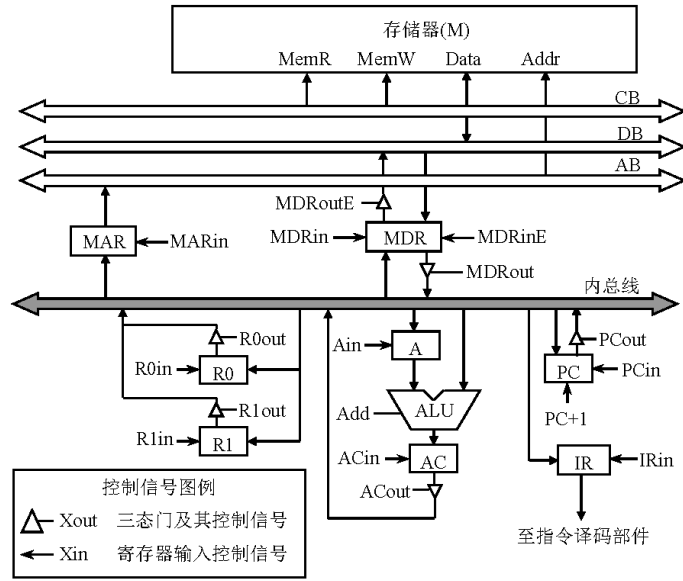 存储器(M)
MemR MemW Data Addr
CB
DB
AB
MDRoutE
MAR
MARin
MDRin
MDR
MDRinE
MDRout
内总线
R0out
R0in
R0
Ain
A
PCout
PC
PCin
R1out
R1in
R1
Add
ALU
PC+1
ACin
AC
IR
IRin
ACout
控制信号图例
Xout 三态门及其控制信号
Xin 寄存器输入控制信号
至指令译码部件